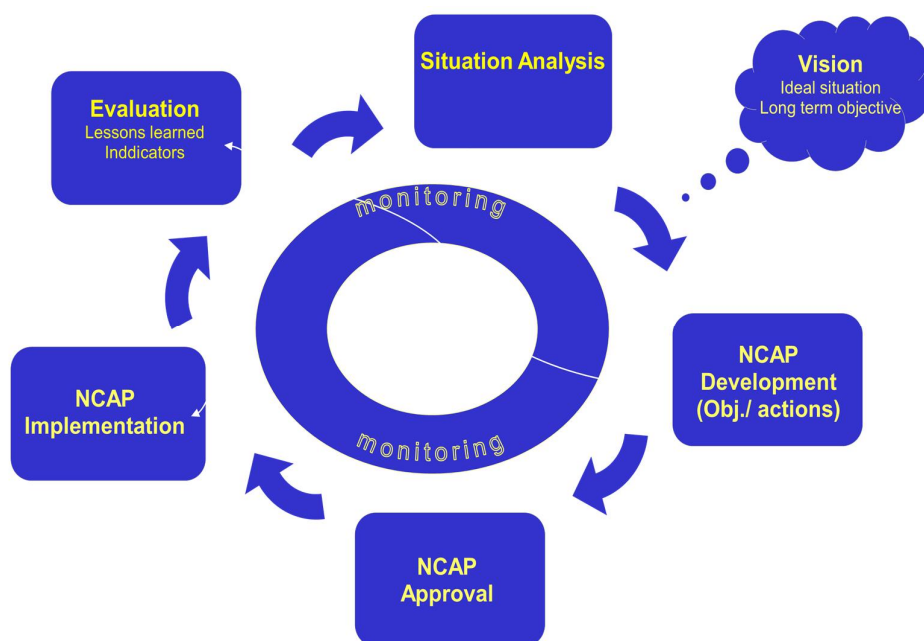 Situation Analysis
Vision
Ideal situation
Long term objective
Evaluation
Lessons learned
Inddicators
monitoring
NCAP
Development
(Obj./ actions)
NCAP
Implementation
monitoring
NCAP
Approval